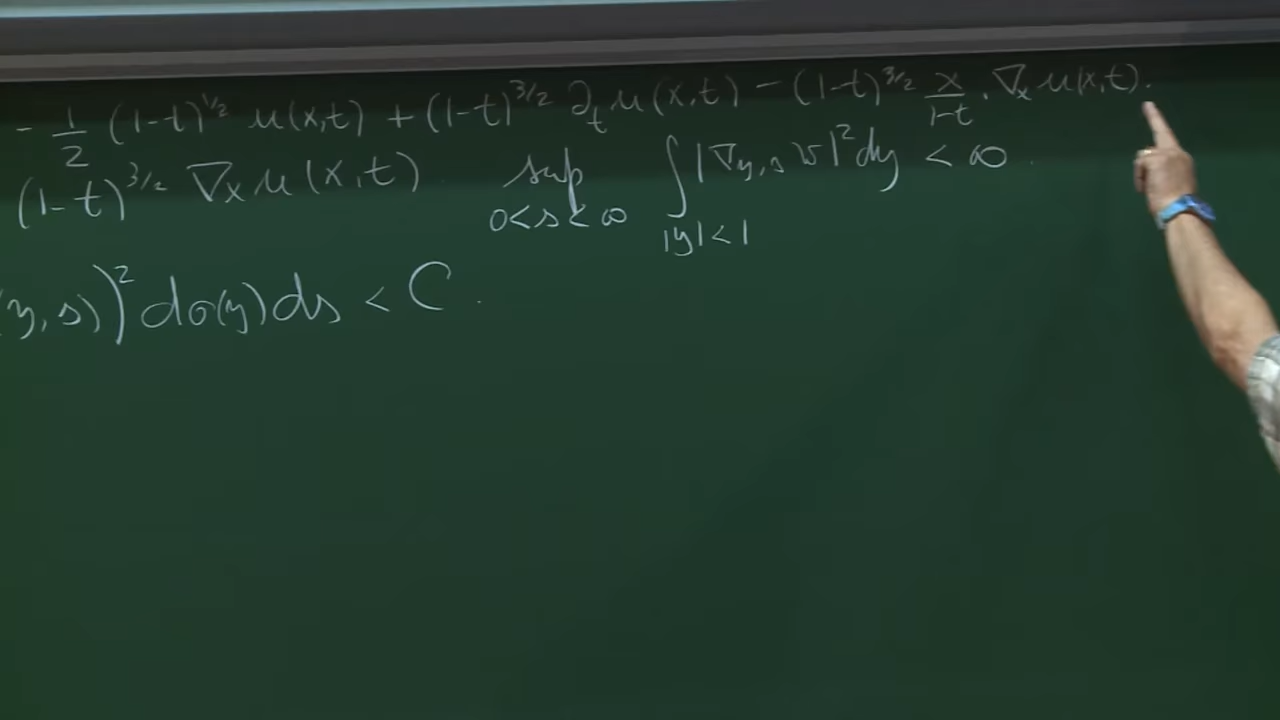 - 1/2 (1-t)^{1/2} u(x,t) + (1-t)^{3/2} ∂_t u(x,t) - (1-t)^{3/2} x/(1-t) . ∇_x u(x,t).
(1-t)^{3/2} ∇_x u(x,t) sup_{0<s<∞} ∫_{|y|<1} |∇_{y,s} w|^2 dy < ∞.
(y,s))^2 dσ(y) ds < C.